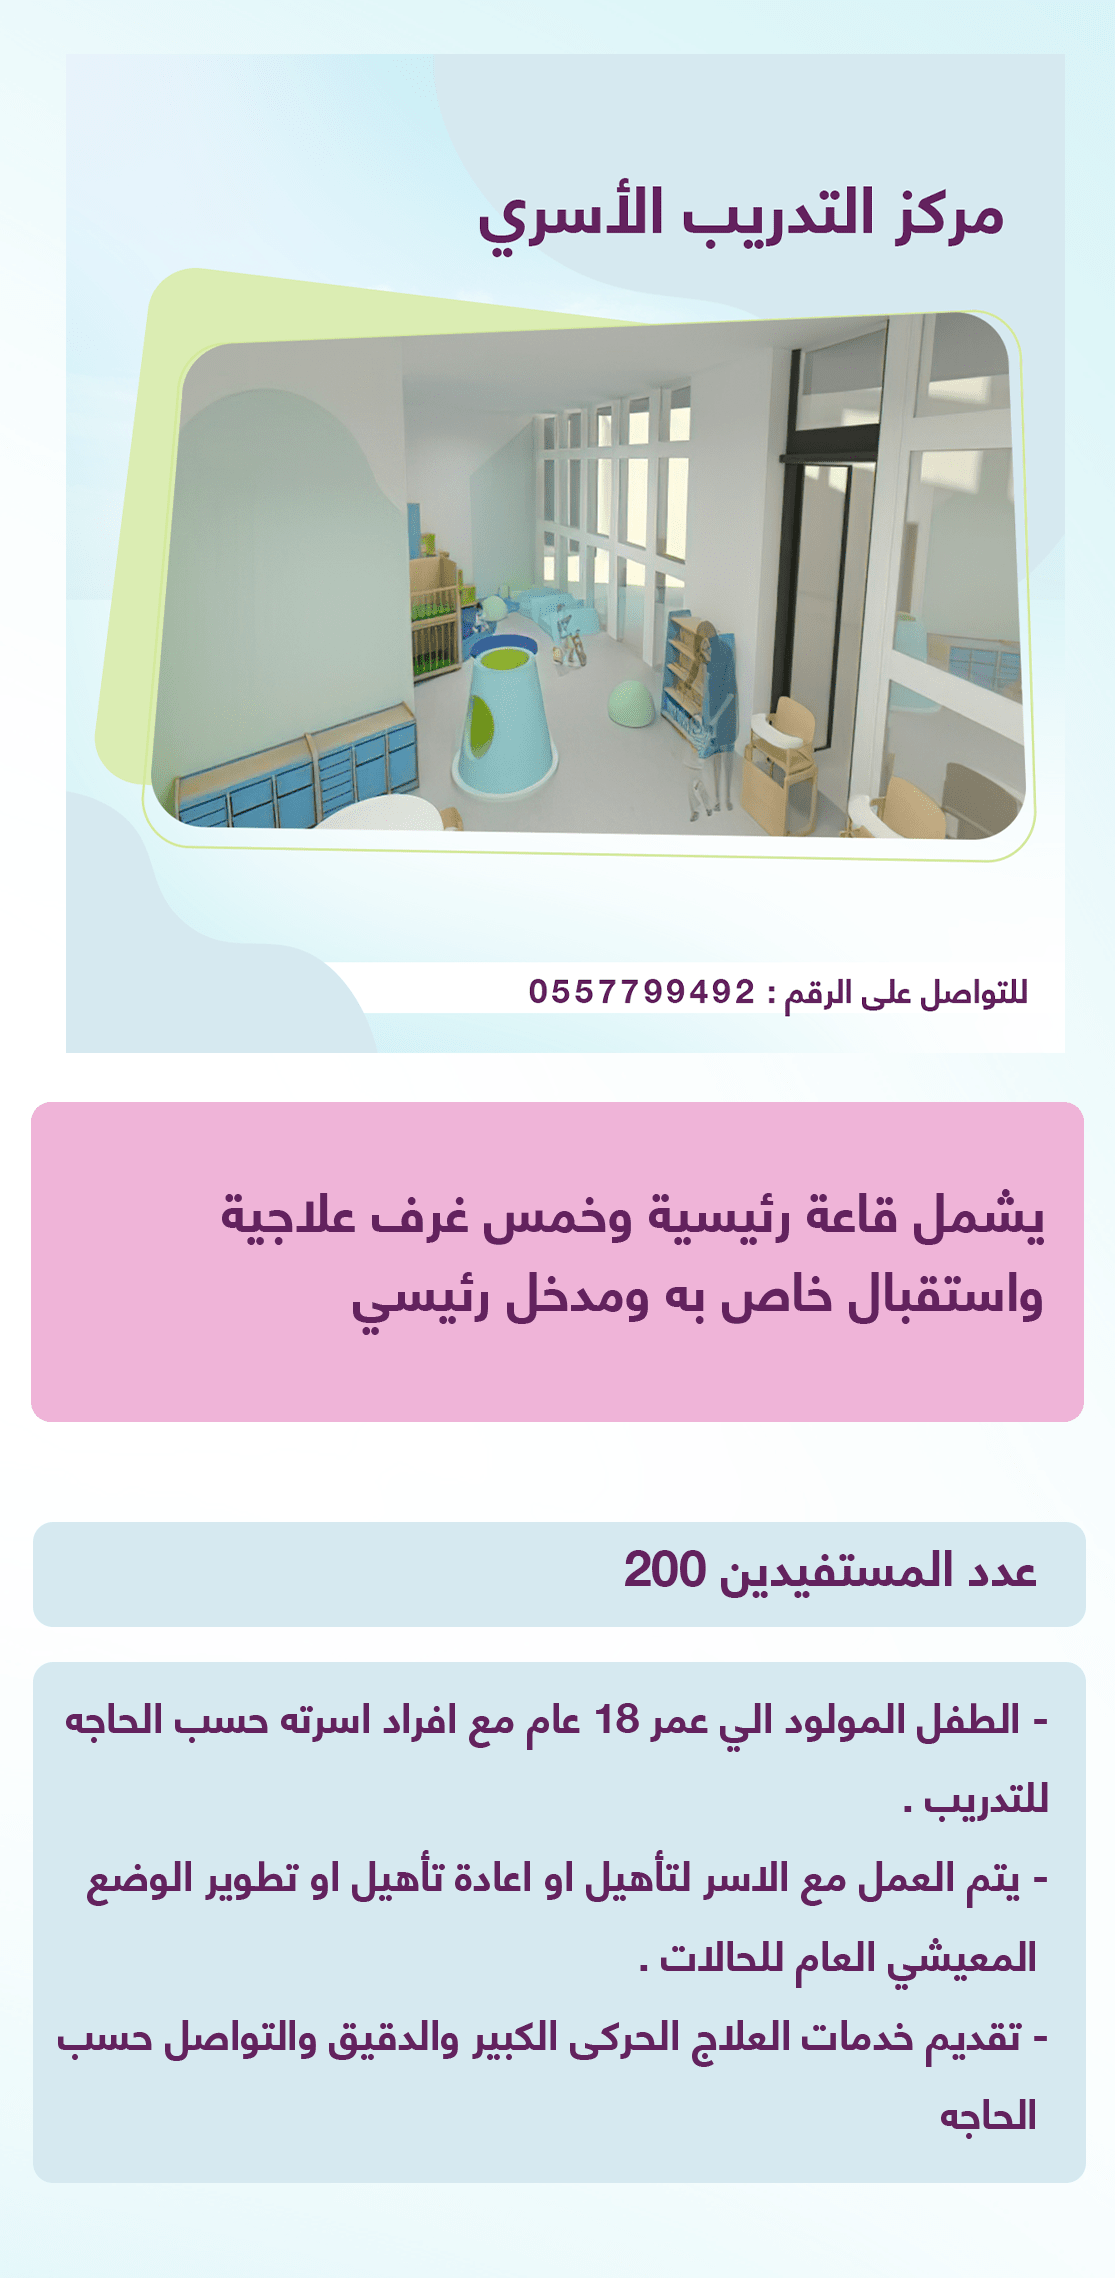 مركز التدريب الأسري
للتواصل على الرقم : 0557799492
يشمل قاعة رئيسية وخمس غرف علاجية
واستقبال خاص به ومدخل رئيسي
عدد المستفيدين 200
- الطفل المولود الي عمر 18 عام مع افراد اسرته حسب الحاجه
للتدريب .
- يتم العمل مع الاسر لتأهيل او اعادة تأهيل او تطوير الوضع
المعيشي العام للحالات .
- تقديم خدمات العلاج الحركى الكبير والدقيق والتواصل حسب
الحاجه